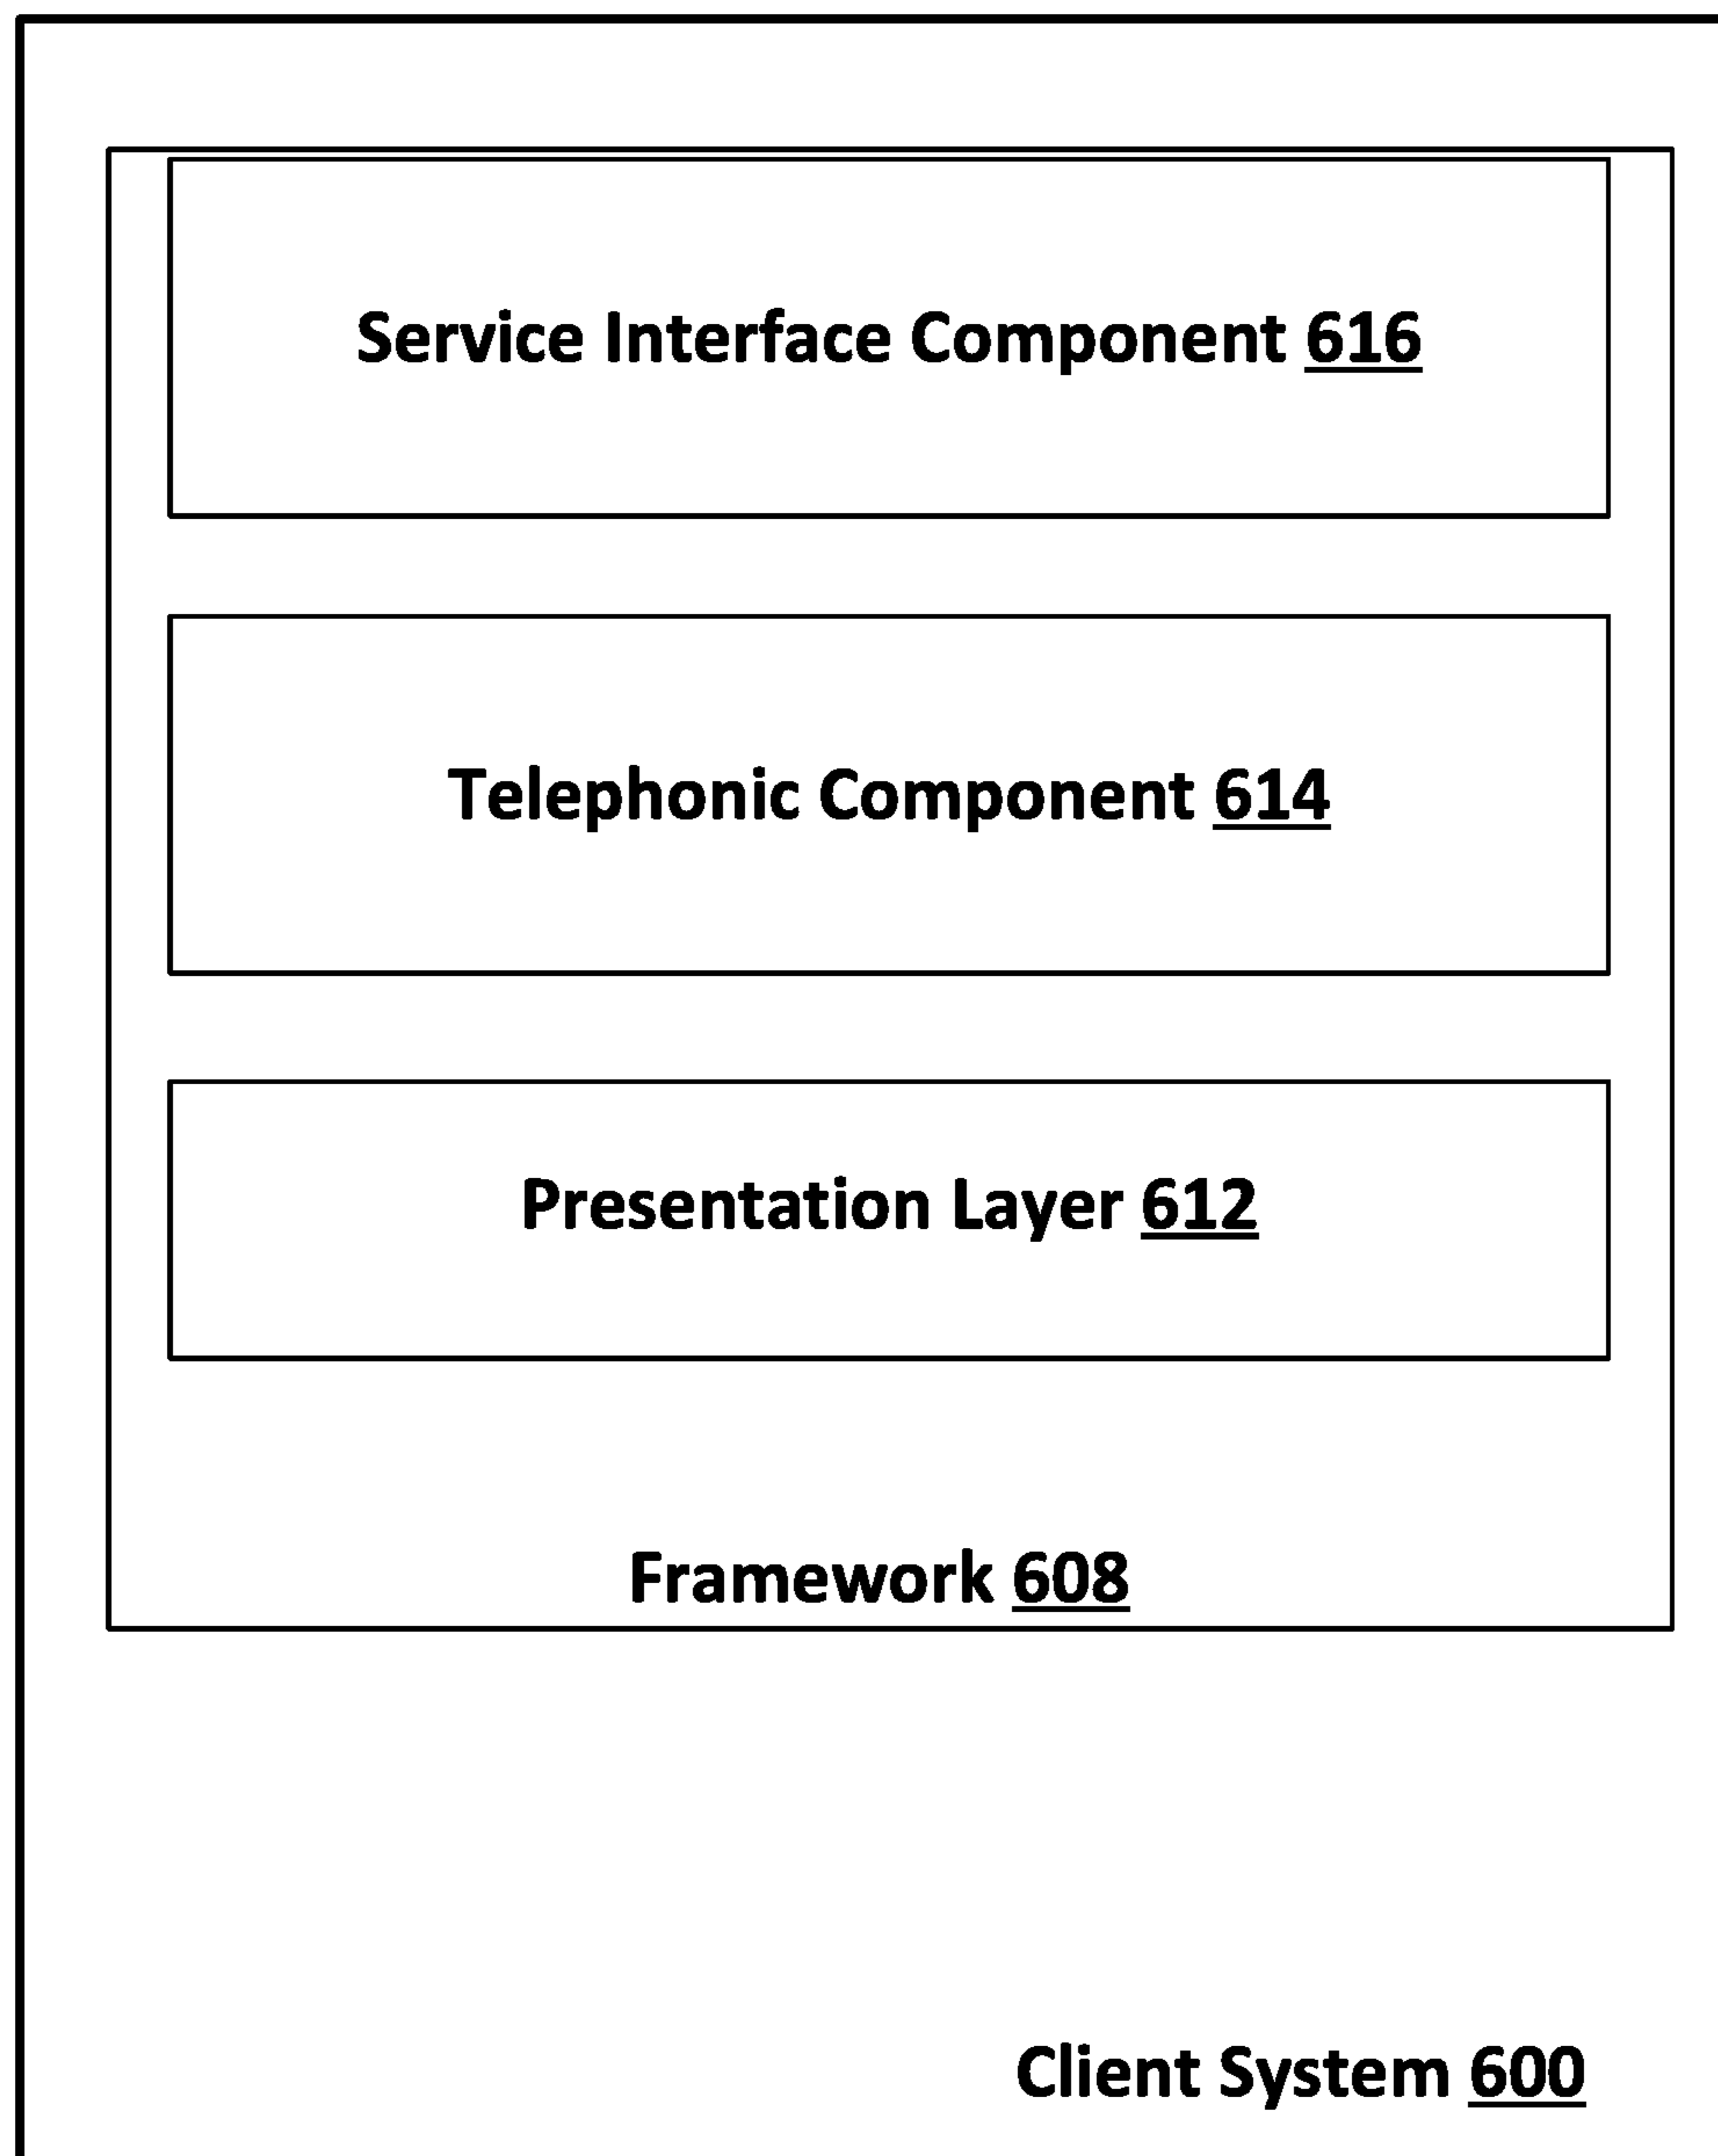 Service Interface Component 616
Telephonic Component 614
Presentation Layer 612
Framework 608
Client System 600